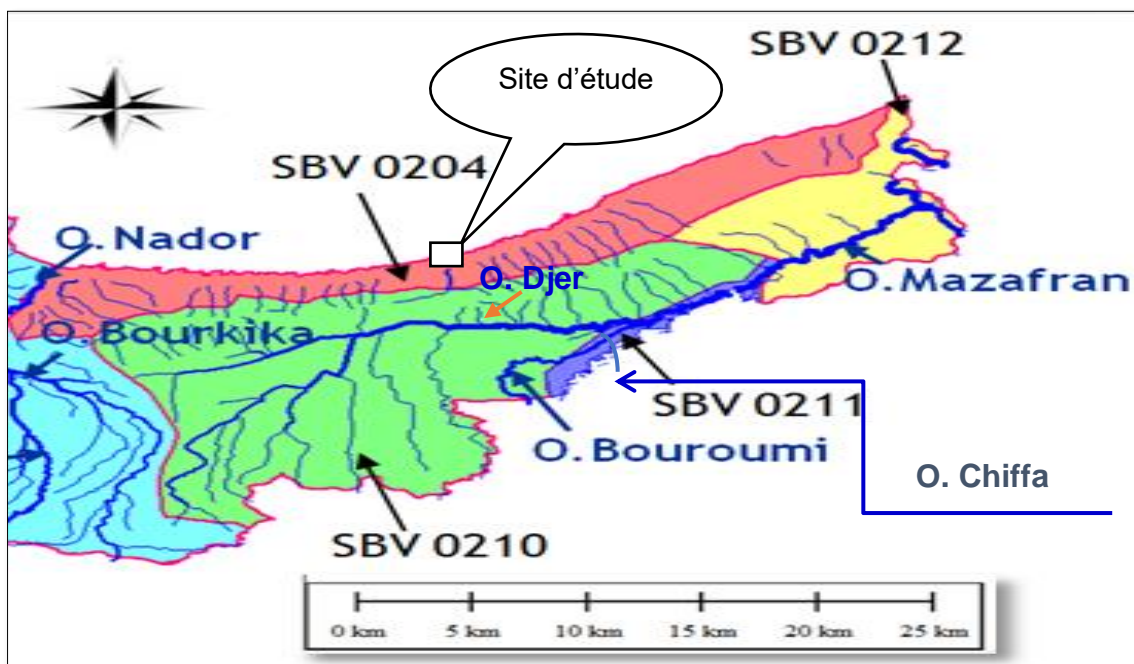 SBV 0212
Site d'étude
SBV 0204
O. Nador
O. Djer
O. Mazafran
O. Bourkika
SBV 0211
O. Bouroumi
O. Chiffa
SBV 0210
0 km 5 km 10 km 15 km 20 km 25 km